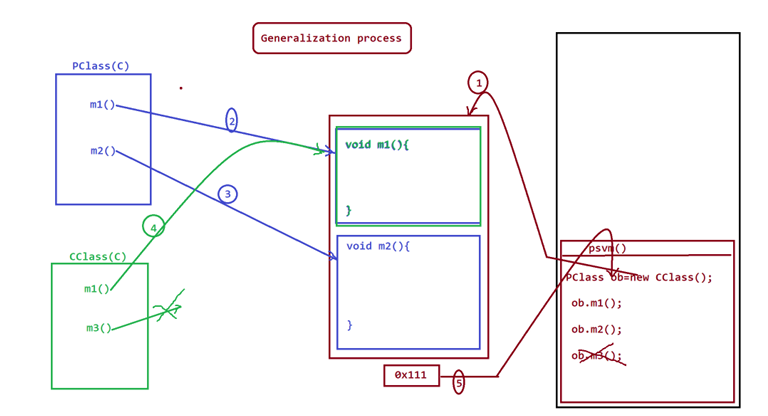 Generalization process
PClass(C)
m1()
m2()
2
3
4
CClass(C)
m1()
m3()
1
void m1(){
}
void m2(){
}
0x111
5
psvm()
PClass ob=new CClass();
ob.m1();
ob.m2();
ob.m3();